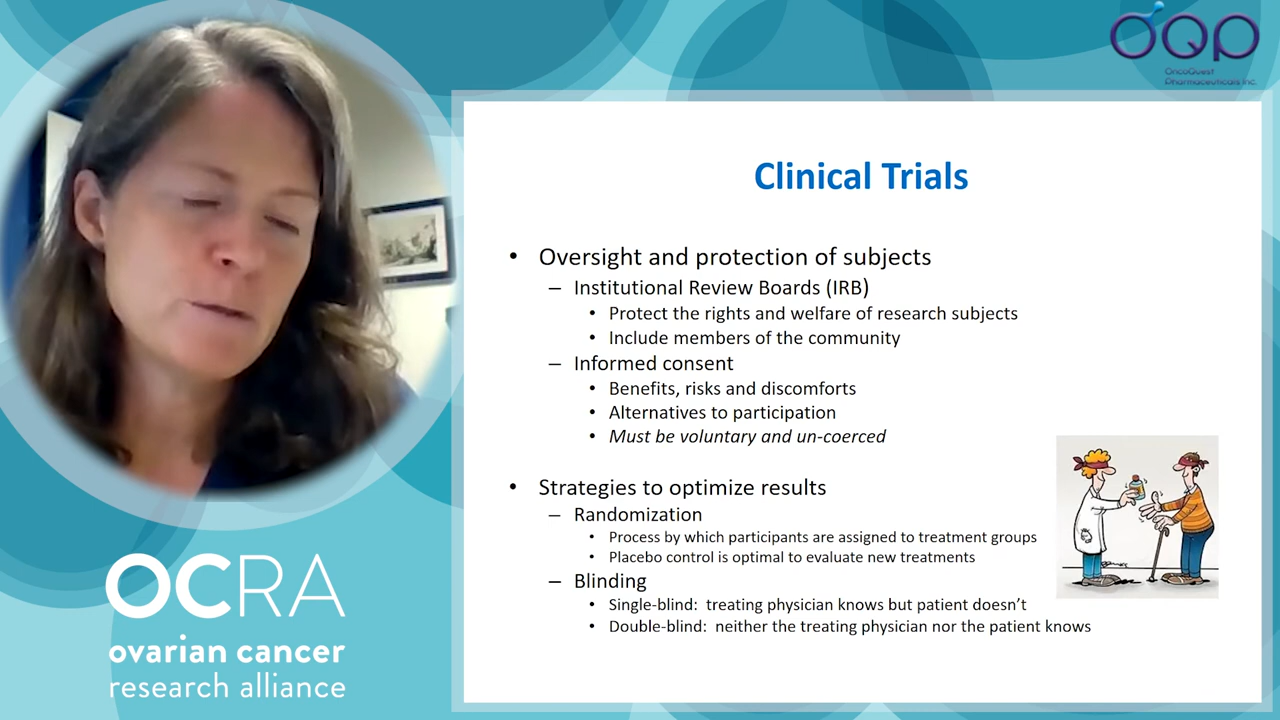 OQP
OncoQuest
Pharmaceuticals Inc.
Clinical Trials
• Oversight and protection of subjects
– Institutional Review Boards (IRB)
• Protect the rights and welfare of research subjects
• Include members of the community
– Informed consent
• Benefits, risks and discomforts
• Alternatives to participation
• Must be voluntary and un-coerced
• Strategies to optimize results
– Randomization
• Process by which participants are assigned to treatment groups
• Placebo control is optimal to evaluate new treatments
– Blinding
• Single-blind: treating physician knows but patient doesn’t
• Double-blind: neither the treating physician nor the patient knows
OCRA
ovarian cancer
research alliance